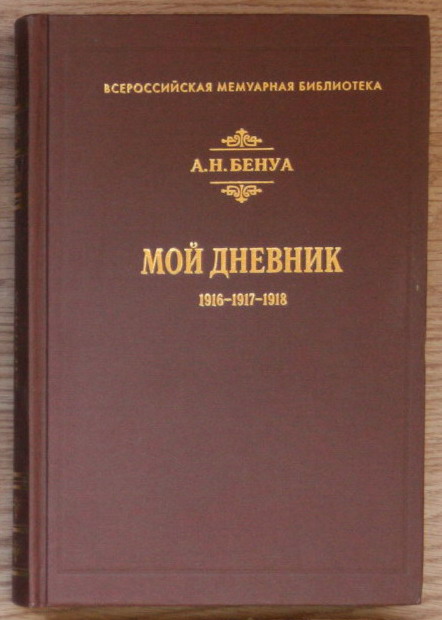 ВСЕРОССИЙСКАЯ МЕМУАРНАЯ БИБЛИОТЕКА
А.Н.БЕНУА
МОЙ ДНЕВНИК
1916–1917–1918